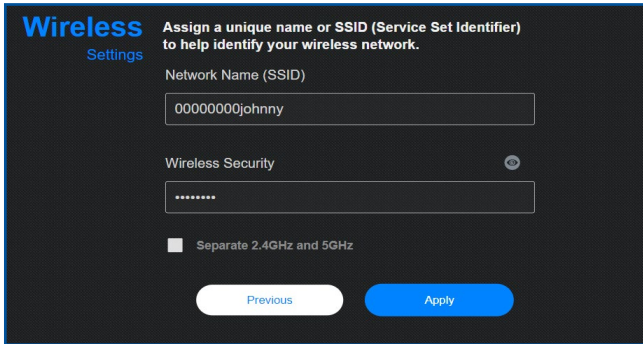 Wireless
Settings
Assign a unique name or SSID (Service Set Identifier)
to help identify your wireless network.
Network Name (SSID)
00000000johnny
Wireless Security
••••••••
Separate 2.4GHz and 5GHz
Previous
Apply